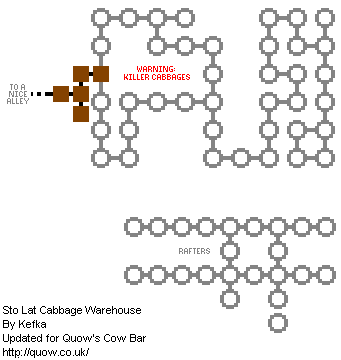 WARNING:
KILLER CABBAGES
TO A
NICE
ALLEY
RAFTERS
Sto Lat Cabbage Warehouse
By Kefka
Updated for Quow's Cow Bar
http://quow.co.uk/